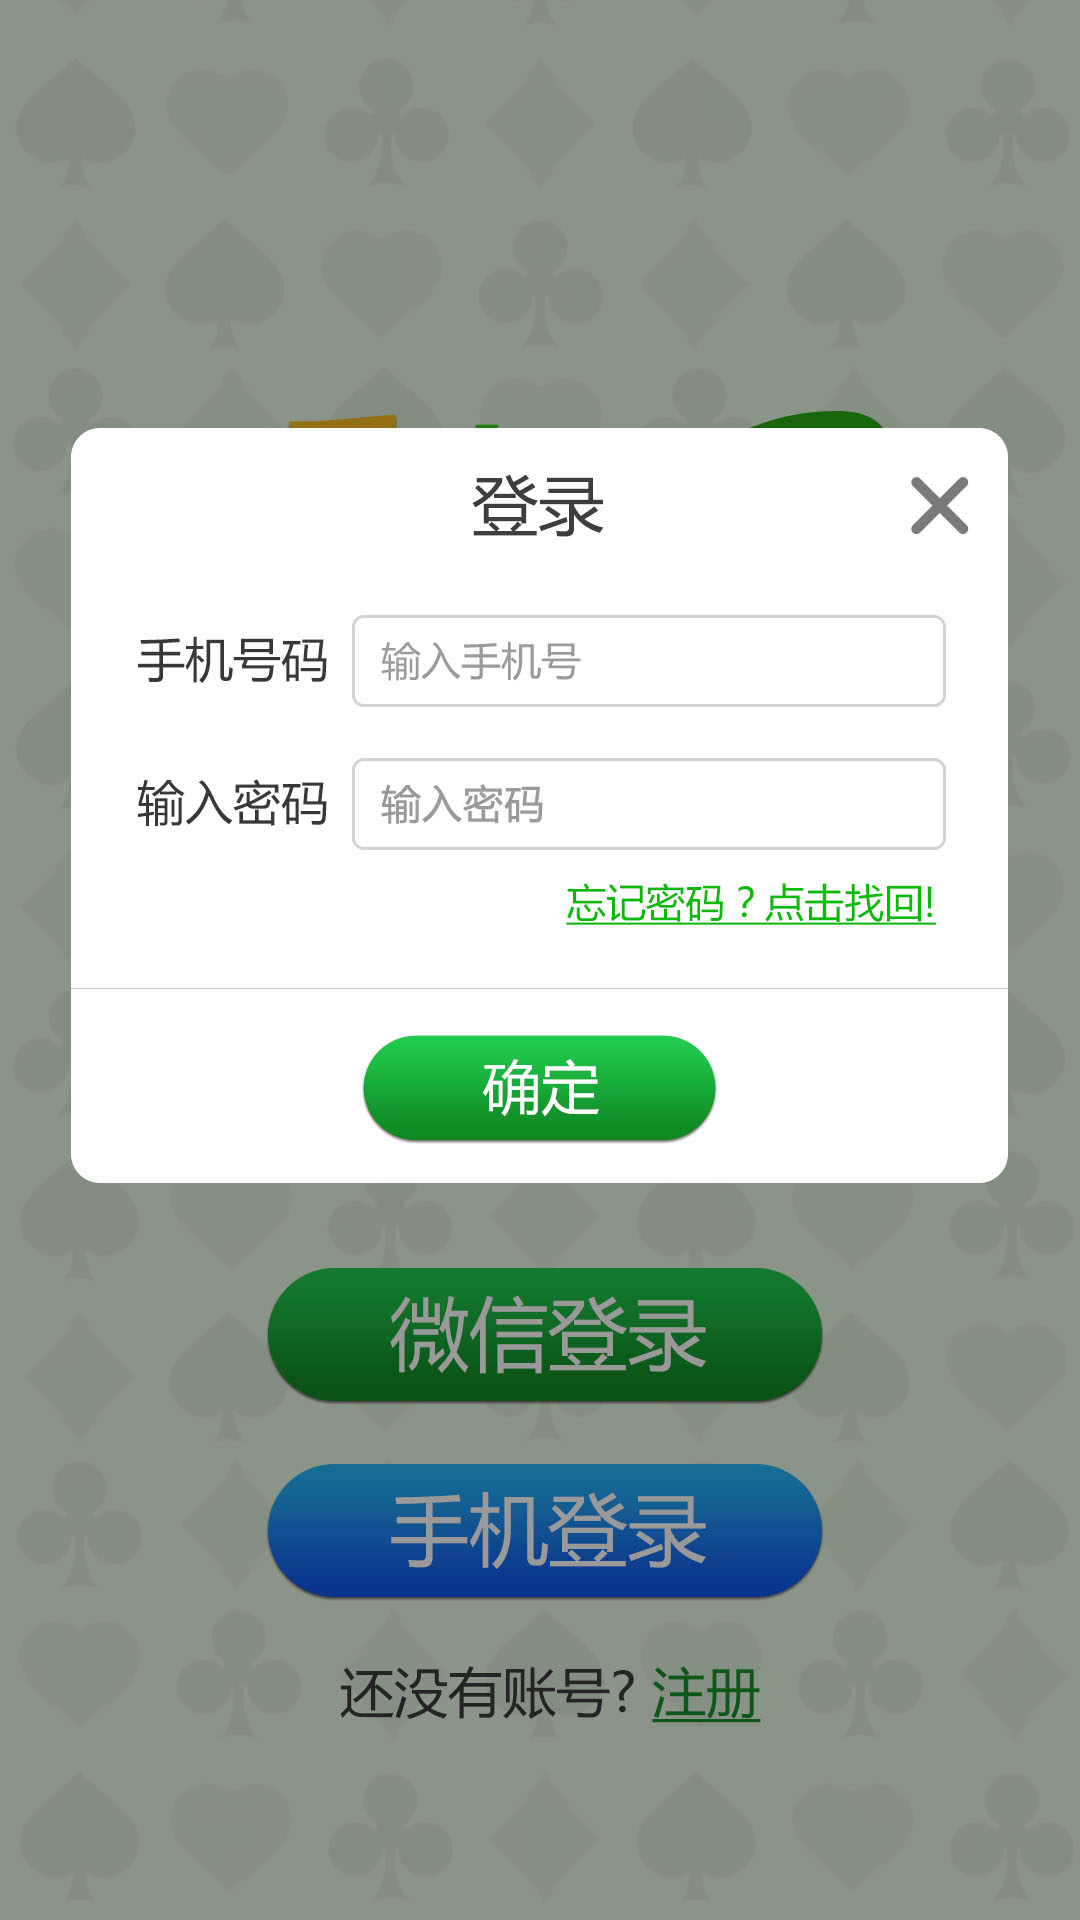 登录
手机号码 输入手机号
输入密码 输入密码
忘记密码？点击找回!
确定
微信登录
手机登录
还没有账号? 注册